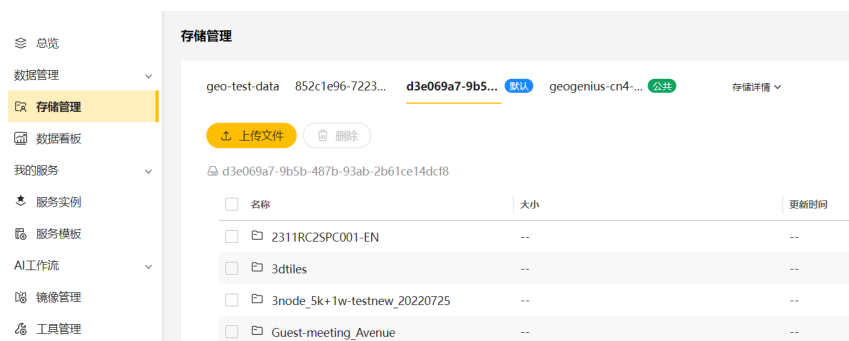 总览
数据管理
存储管理
数据看板
我的服务
服务实例
服务模板
AI工作流
镜像管理
工具管理
存储管理
geo-test-data 852c1e96-7223... d3e069a7-9b5... 默认 geogenius-cn4-... 公共 存储详情
上传文件 删除
d3e069a7-9b5b-487b-93ab-2b61ce14dcf8
名称 大小 更新时间
2311RC2SPC001-EN -- --
3dtiles -- --
3node_5k+1w-testnew_20220725 -- --
Guest-meeting_Avenue -- --